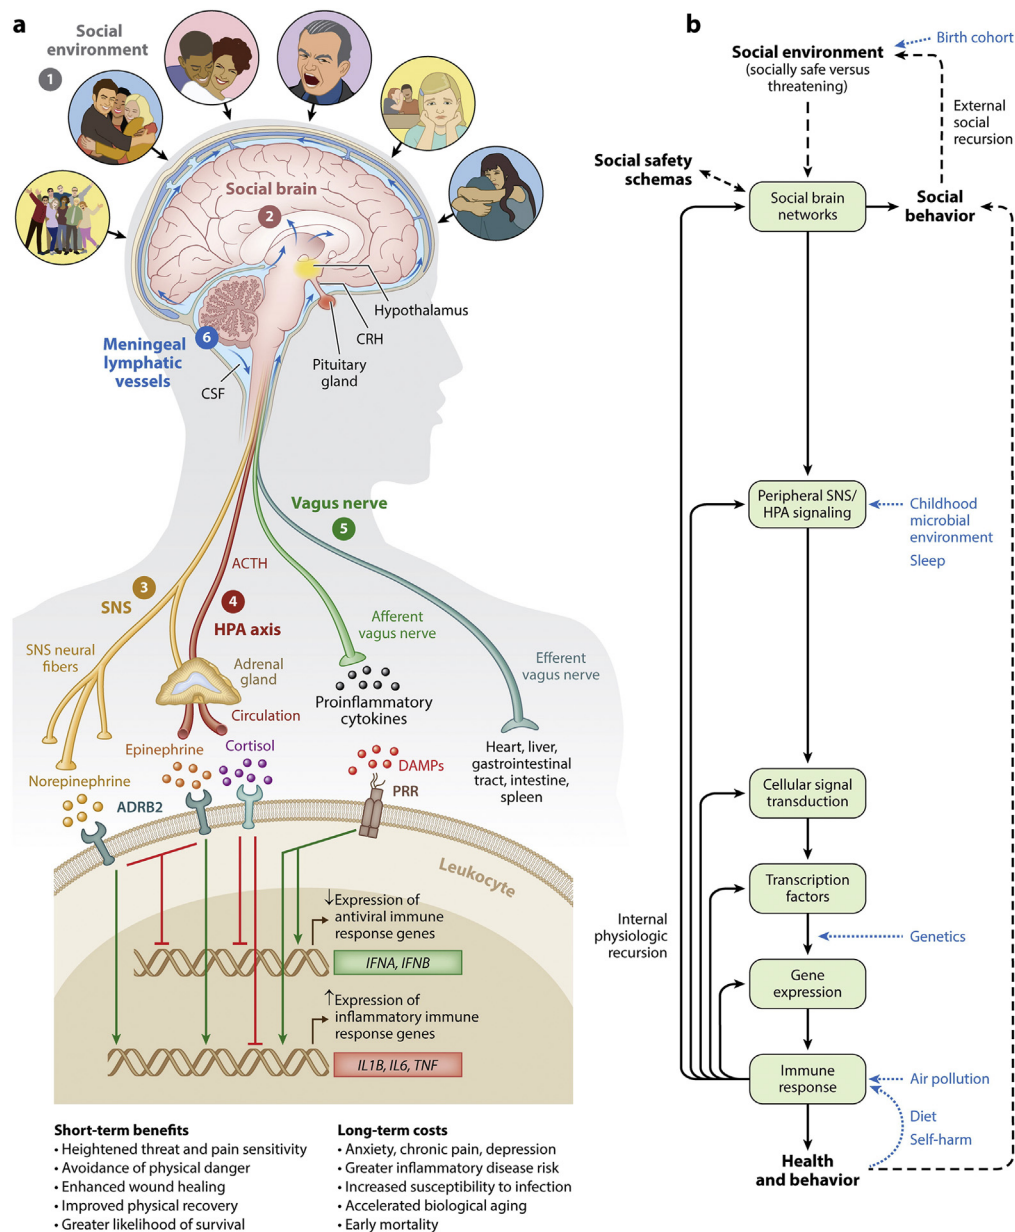 a
Social
environment
1
Social brain
2
Hypothalamus
CRH
Pituitary
gland
6
Meningeal
lymphatic
vessels
CSF
Vagus nerve
5
ACTH
3
SNS
4
HPA axis
SNS neural
fibers
Adrenal
gland
Afferent
vagus nerve
Efferent
vagus nerve
Circulation
Proinflammatory
cytokines
Heart, liver,
gastrointestinal
tract, intestine,
spleen
Norepinephrine
Epinephrine
Cortisol
DAMPs
ADRB2
PRR
Leukocyte
↓Expression of
antiviral immune
response genes
IFNA, IFNB
↑Expression of
inflammatory immune
response genes
IL1B, IL6, TNF
Short-term benefits
• Heightened threat and pain sensitivity
• Avoidance of physical danger
• Enhanced wound healing
• Improved physical recovery
• Greater likelihood of survival
Long-term costs
• Anxiety, chronic pain, depression
• Greater inflammatory disease risk
• Increased susceptibility to infection
• Accelerated biological aging
• Early mortality
b
Social environment
(socially safe versus
threatening)
Birth cohort
External
social
recursion
Social safety
schemas
Social brain
networks
Social
behavior
Peripheral SNS/
HPA signaling
Childhood
microbial
environment
Sleep
Cellular signal
transduction
Transcription
factors
Internal
physiologic
recursion
Genetics
Gene
expression
Immune
response
Air pollution
Diet
Self-harm
Health
and behavior